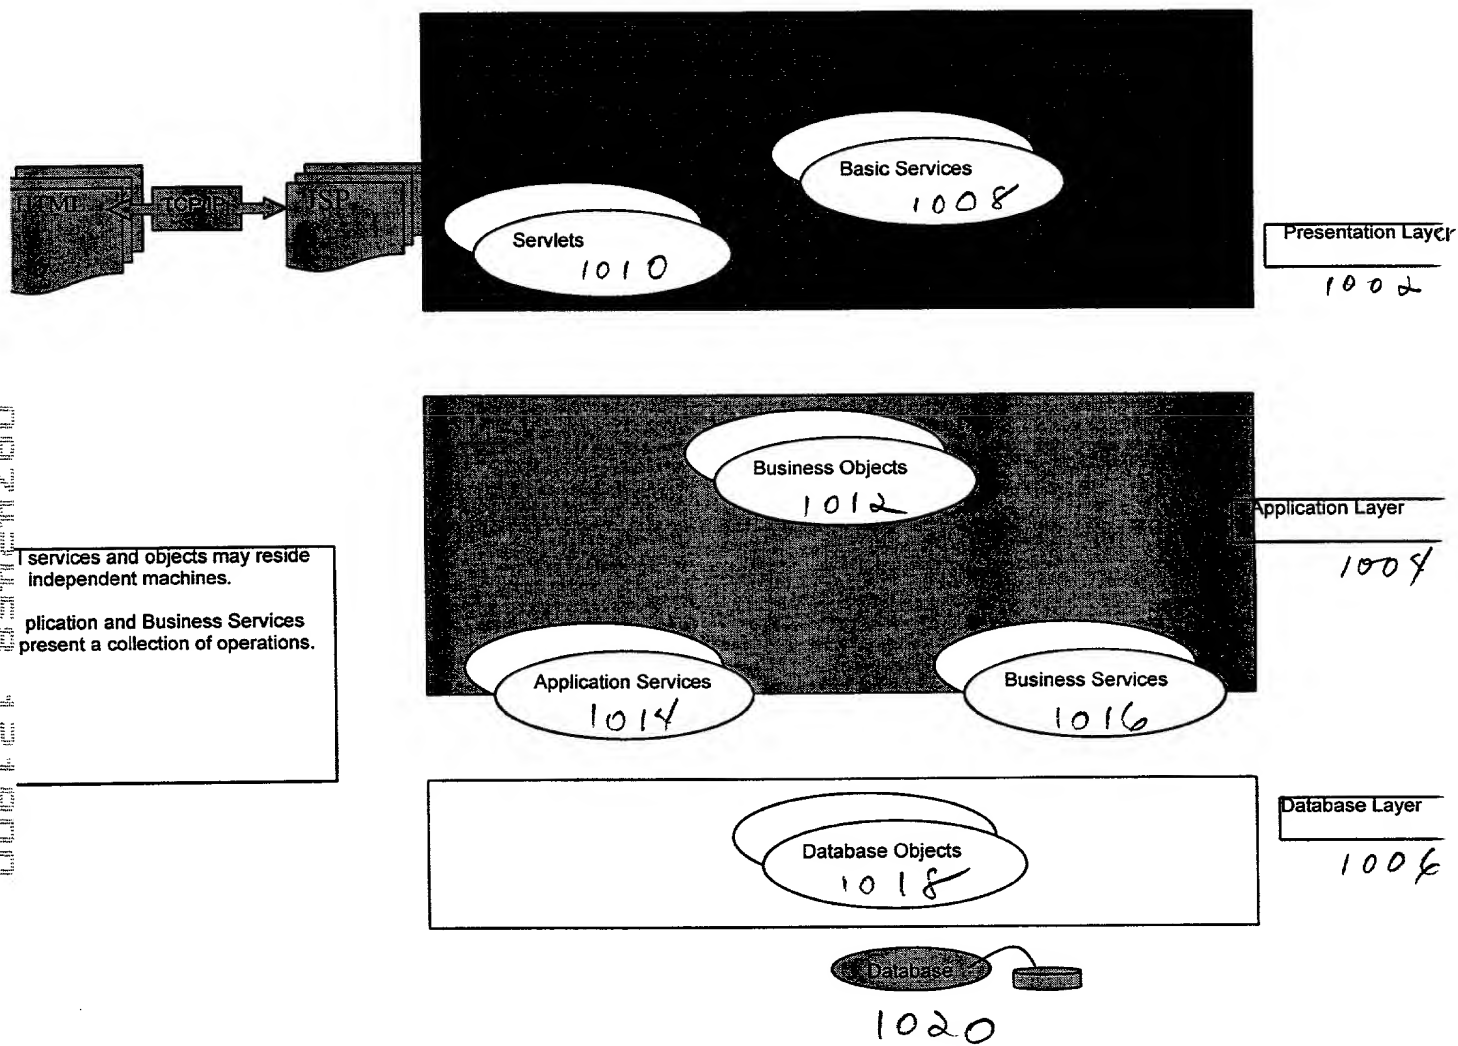 Basic Services
1008
HTML
TCP/IP
JSP
Servlets
1010
Presentation Layer
1002
Business Objects
1012
Application Layer
1004
services and objects may reside
independent machines.
plication and Business Services
present a collection of operations.
Application Services
1014
Business Services
1016
Database Layer
1006
Database Objects
1018
Database
1020